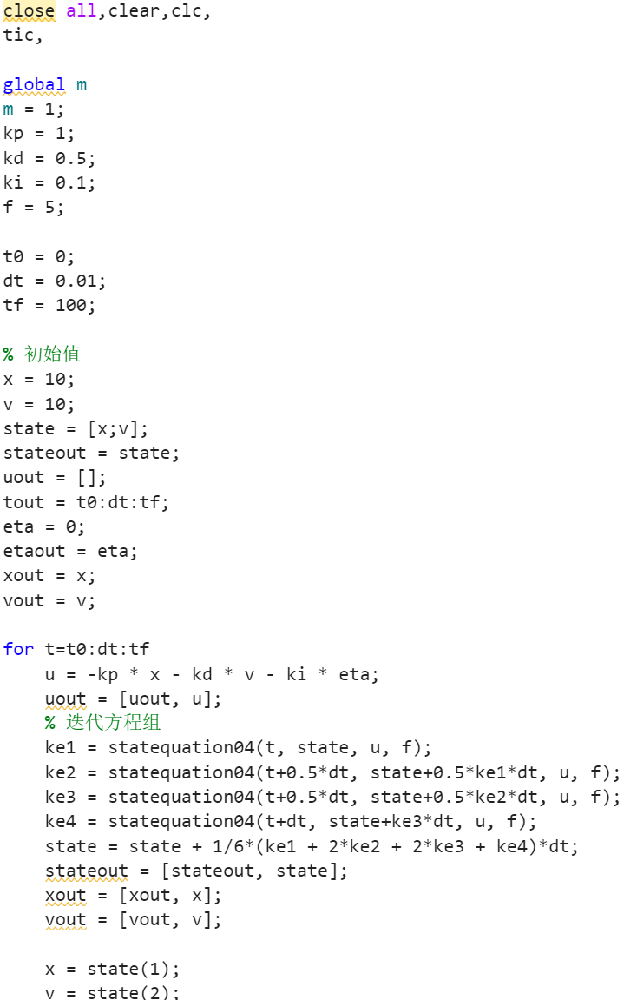 close all,clear,clc,
tic,
global m
m = 1;
kp = 1;
kd = 0.5;
ki = 0.1;
f = 5;
t0 = 0;
dt = 0.01;
tf = 100;
% 初始值
x = 10;
v = 10;
state = [x;v];
stateout = state;
uout = [];
tout = t0:dt:tf;
eta = 0;
etaout = eta;
xout = x;
vout = v;
for t=t0:dt:tf
    u = -kp * x - kd * v - ki * eta;
    uout = [uout, u];
    % 迭代方程组
    ke1 = statequation04(t, state, u, f);
    ke2 = statequation04(t+0.5*dt, state+0.5*ke1*dt, u, f);
    ke3 = statequation04(t+0.5*dt, state+0.5*ke2*dt, u, f);
    ke4 = statequation04(t+dt, state+ke3*dt, u, f);
    state = state + 1/6*(ke1 + 2*ke2 + 2*ke3 + ke4)*dt;
    stateout = [stateout, state];
    xout = [xout, x];
    vout = [vout, v];
    x = state(1);
    v = state(2);